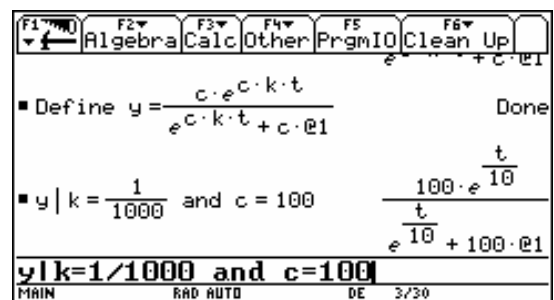 F1 F2 Algebra F3 Calc F4 Other F5 PrgmIO F6 Clean Up
+ c·@1
▪Define y = (c·e^(c·k·t))/(e^(c·k·t) + c·@1) Done
▪y | k = 1/1000 and c = 100 (100·e^(t/10))/(e^(t/10) + 100·@1)
y|k=1/1000 and c=100
MAIN RAD AUTO DE 3/30